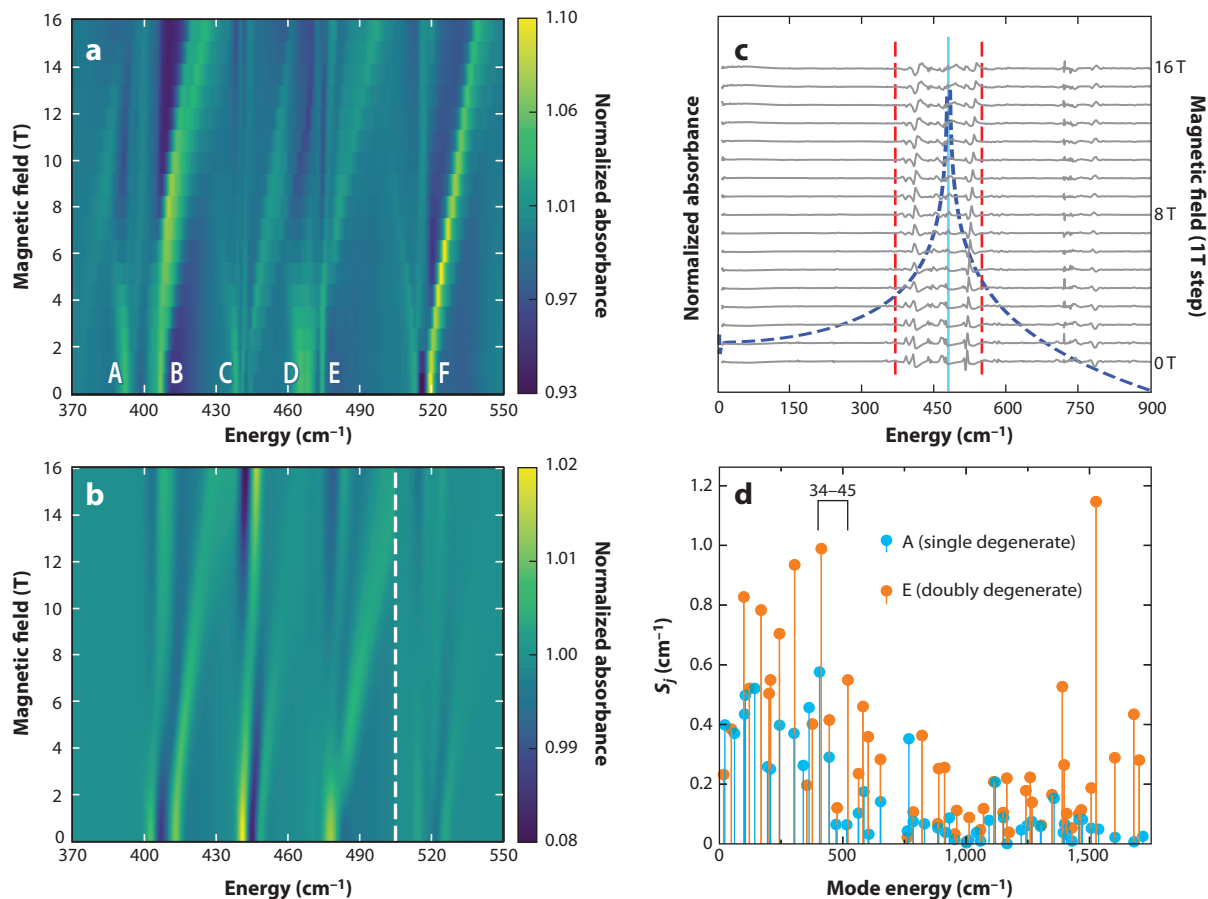 a
16
14
12
10
8
6
4
2
0
Magnetic field (T)
A
B
C
D
E
F
370
400
430
460
490
520
550
Energy (cm⁻¹)
1.10
1.06
1.01
0.97
0.93
Normalized absorbance
b
16
14
12
10
8
6
4
2
0
Magnetic field (T)
370
400
430
460
490
520
550
Energy (cm⁻¹)
1.02
1.01
1.00
0.99
0.08
Normalized absorbance
c
Normalized absorbance
16 T
8 T
0 T
Magnetic field (1T step)
0
150
300
450
600
750
900
Energy (cm⁻¹)
d
34–45
A (single degenerate)
E (doubly degenerate)
1.2
1.0
0.8
0.6
0.4
0.2
0
Sⱼ (cm⁻¹)
0
500
1,000
1,500
Mode energy (cm⁻¹)